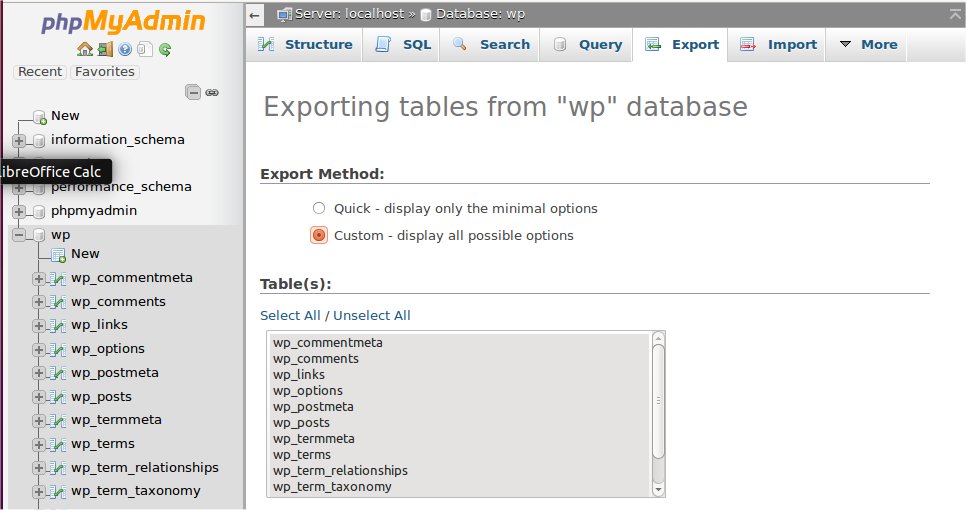 phpMyAdmin
Recent Favorites
New
information_schema
LibreOffice Calc
performance_schema
phpmyadmin
wp
New
wp_commentmeta
wp_comments
wp_links
wp_options
wp_postmeta
wp_posts
wp_termmeta
wp_terms
wp_term_relationships
wp_term_taxonomy
Server: localhost » Database: wp
Structure SQL Search Query Export Import More
Exporting tables from "wp" database
Export Method:
Quick - display only the minimal options
Custom - display all possible options
Table(s):
Select All / Unselect All
wp_commentmeta
wp_comments
wp_links
wp_options
wp_postmeta
wp_posts
wp_termmeta
wp_terms
wp_term_relationships
wp_term_taxonomy